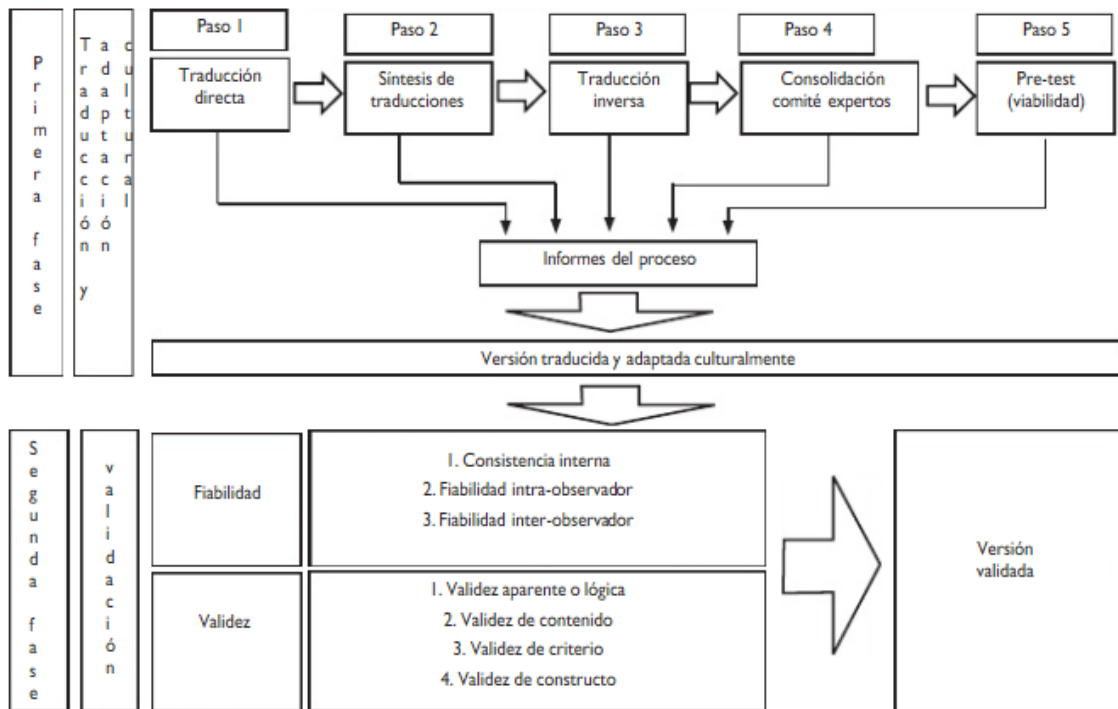 Primera fase
Traducción y
adaptación
cultural
Paso 1
Paso 2
Paso 3
Paso 4
Paso 5
Traducción
directa
Síntesis de
traducciones
Traducción
inversa
Consolidación
comité expertos
Pre-test
(viabilidad)
Informes del proceso
Versión traducida y adaptada culturalmente
Segunda fase
validación
Fiabilidad
1. Consistencia interna
2. Fiabilidad intra-observador
3. Fiabilidad inter-observador
Validez
1. Validez aparente o lógica
2. Validez de contenido
3. Validez de criterio
4. Validez de constructo
Versión
validada